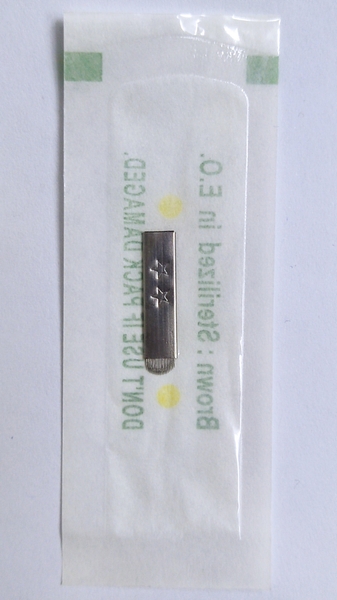 DON'T USE IF PACK DAMAGED.
Brown : Sterilized in E.O.